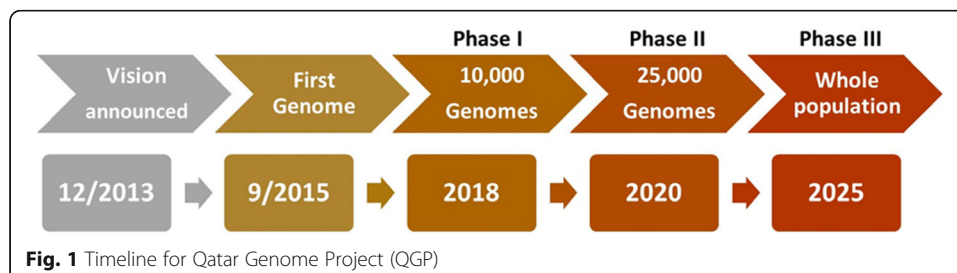 Phase I Phase II Phase III
Vision
announced
First
Genome
10,000
Genomes
25,000
Genomes
Whole
population
12/2013 9/2015 2018 2020 2025
Fig. 1 Timeline for Qatar Genome Project (QGP)